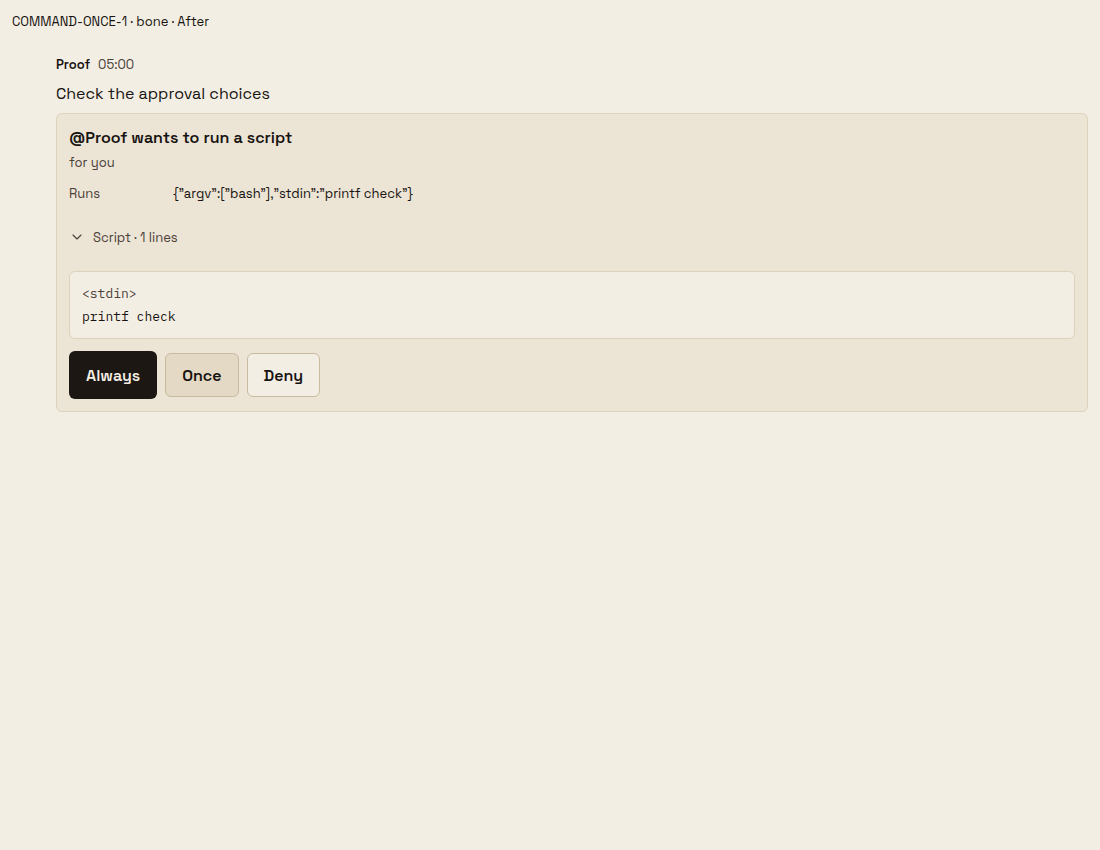 COMMAND-ONCE-1 · bone · After
Proof 05:00
Check the approval choices
@Proof wants to run a script
for you
Runs {"argv":["bash"],"stdin":"printf check"}
Script · 1 lines
<stdin>
printf check
Always Once Deny